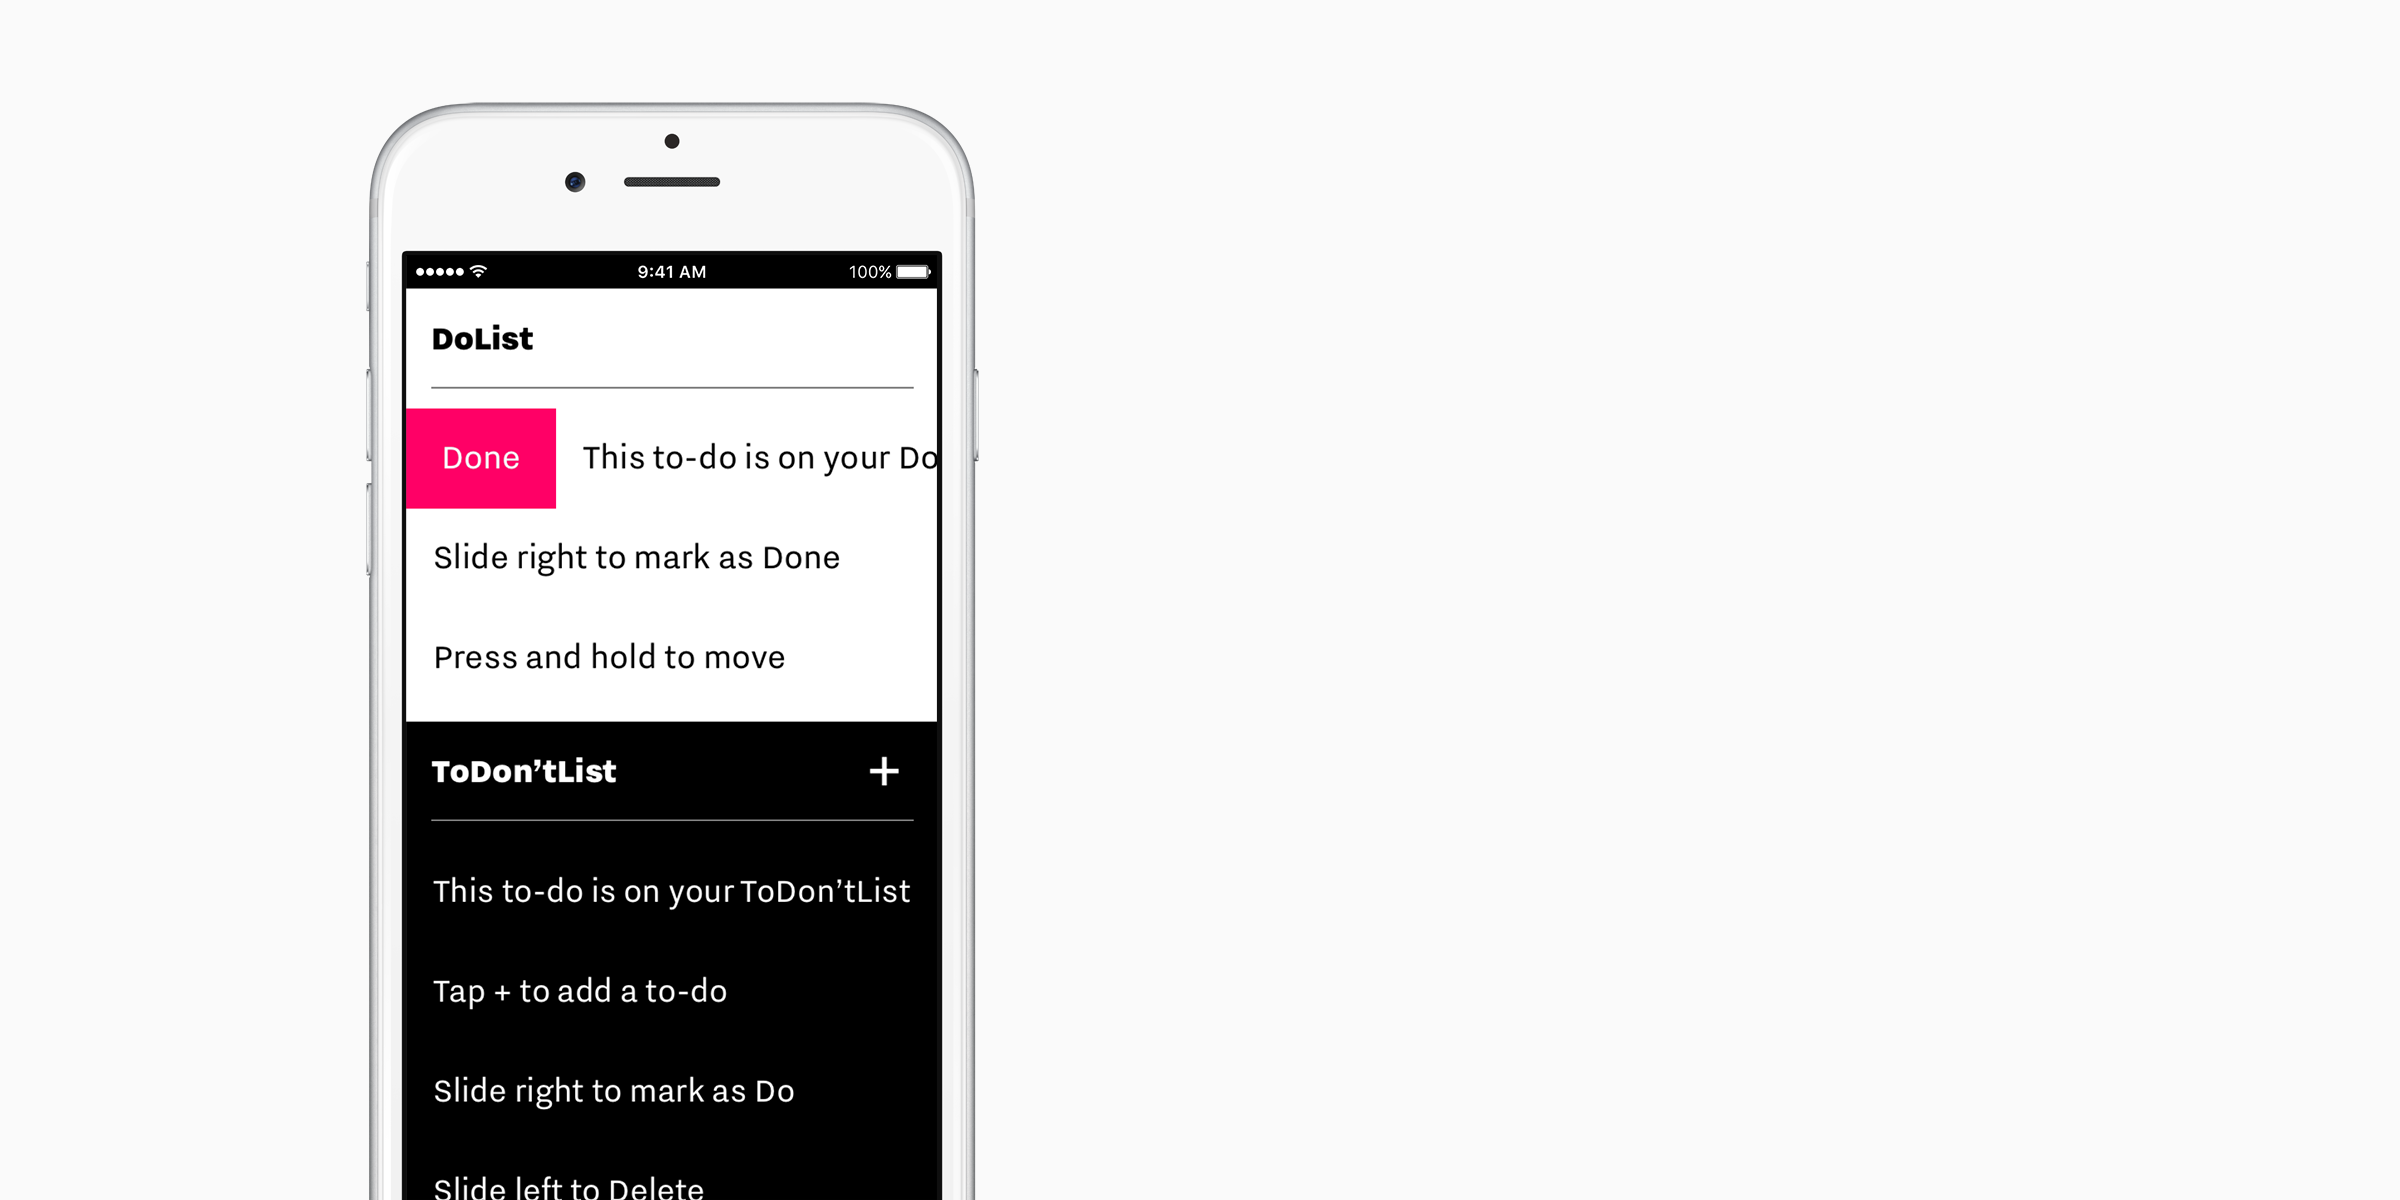 9:41 AM 100%
DoList
Done This to-do is on your Do
Slide right to mark as Done
Press and hold to move
ToDon’tList +
This to-do is on your ToDon’tList
Tap + to add a to-do
Slide right to mark as Do
Slide left to Delete